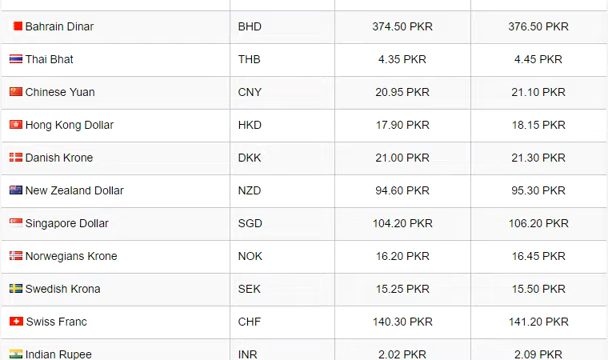 Bahrain Dinar BHD 374.50 PKR 376.50 PKR
Thai Bhat THB 4.35 PKR 4.45 PKR
Chinese Yuan CNY 20.95 PKR 21.10 PKR
Hong Kong Dollar HKD 17.90 PKR 18.15 PKR
Danish Krone DKK 21.00 PKR 21.30 PKR
New Zealand Dollar NZD 94.60 PKR 95.30 PKR
Singapore Dollar SGD 104.20 PKR 106.20 PKR
Norwegians Krone NOK 16.20 PKR 16.45 PKR
Swedish Krona SEK 15.25 PKR 15.50 PKR
Swiss Franc CHF 140.30 PKR 141.20 PKR
Indian Rupee INR 2.02 PKR 2.09 PKR